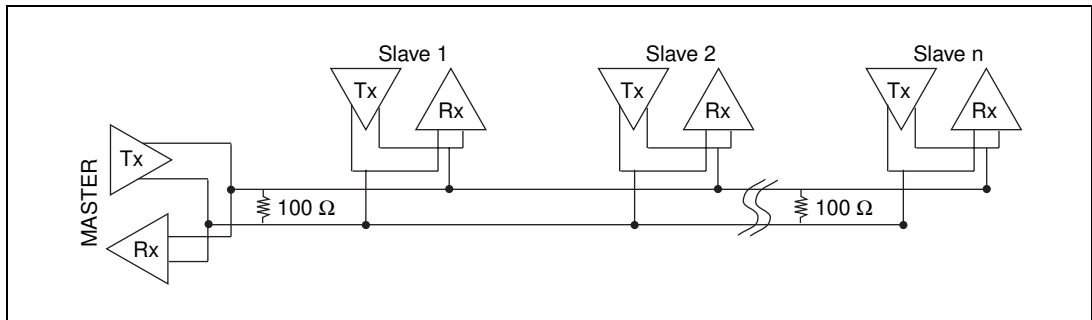 Slave 1
Slave 2
Slave n
Tx
Rx
Tx
Rx
Tx
Rx
MASTER
Tx
Rx
100 Ω
100 Ω